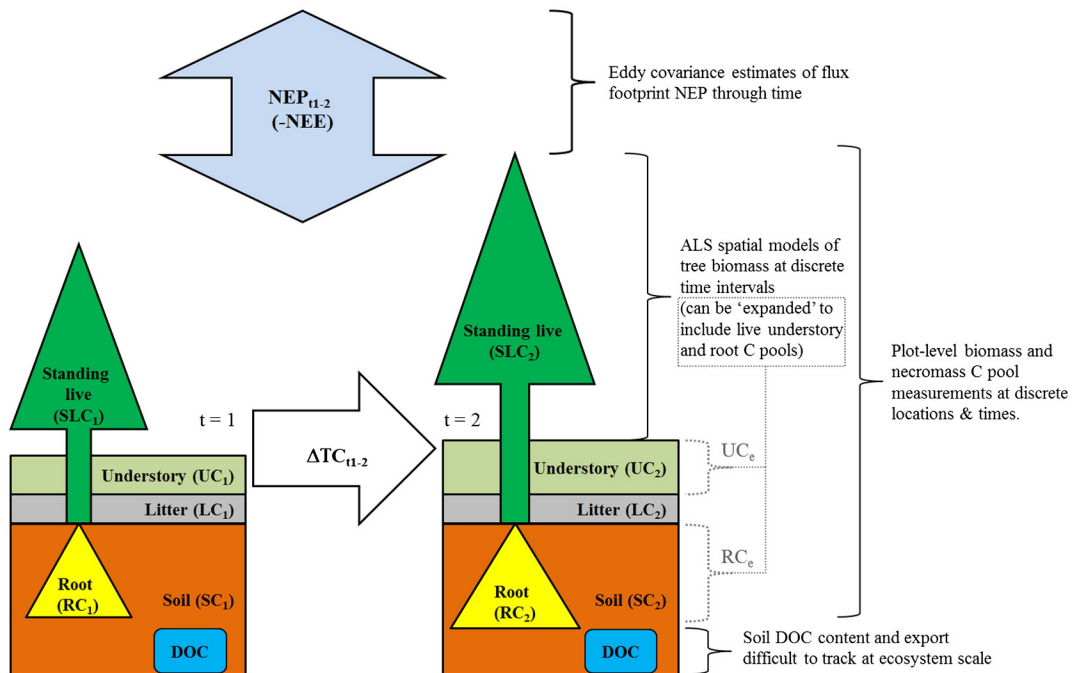 NEPt1-2
(-NEE)
Eddy covariance estimates of flux
footprint NEP through time
Standing
live
(SLC1)
t = 1
ΔTCt1-2
t = 2
Standing live
(SLC2)
ALS spatial models of
tree biomass at discrete
time intervals
(can be ‘expanded’ to
include live understory
and root C pools)
Plot-level biomass and
necromass C pool
measurements at discrete
locations & times.
Understory (UC1)
Litter (LC1)
Root
(RC1)
Soil (SC1)
DOC
Understory (UC2)
Litter (LC2)
Root
(RC2)
Soil (SC2)
DOC
UCe
RCe
Soil DOC content and export
difficult to track at ecosystem scale